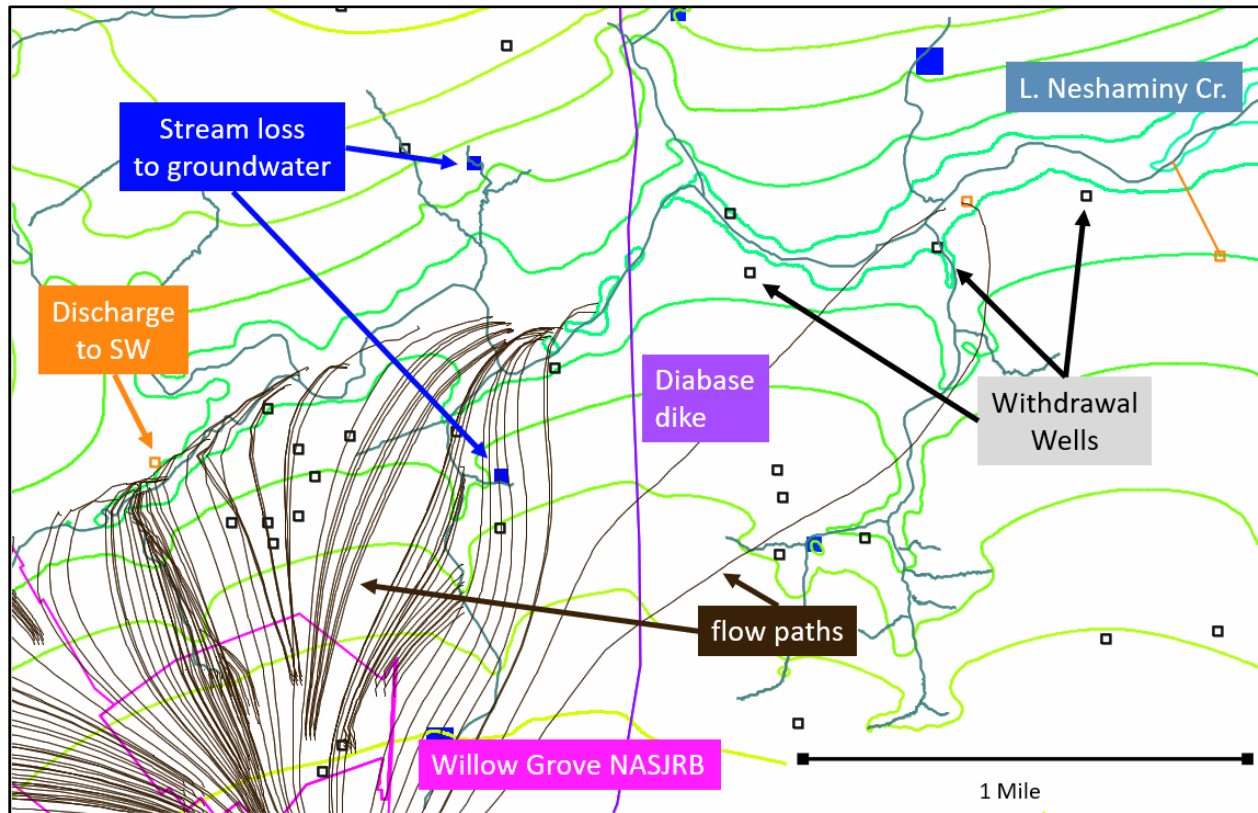 L. Neshaminy Cr.
Stream loss
to groundwater
Discharge
to SW
Diabase
dike
Withdrawal
Wells
flow paths
Willow Grove NASJRB
1 Mile